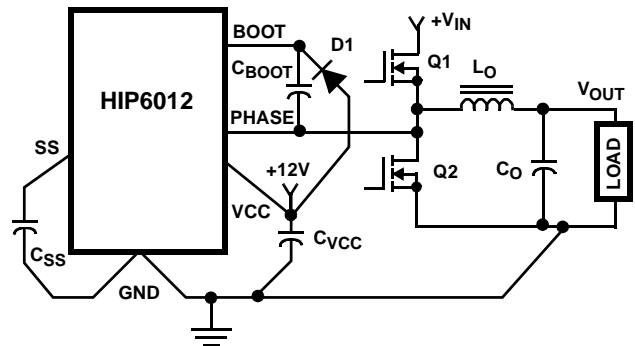 +VIN
BOOT
D1
Q1
CBOOT
LO
HIP6012
VOUT
PHASE
SS
+12V
LOAD
Q2
CO
VCC
CVCC
CSS
GND